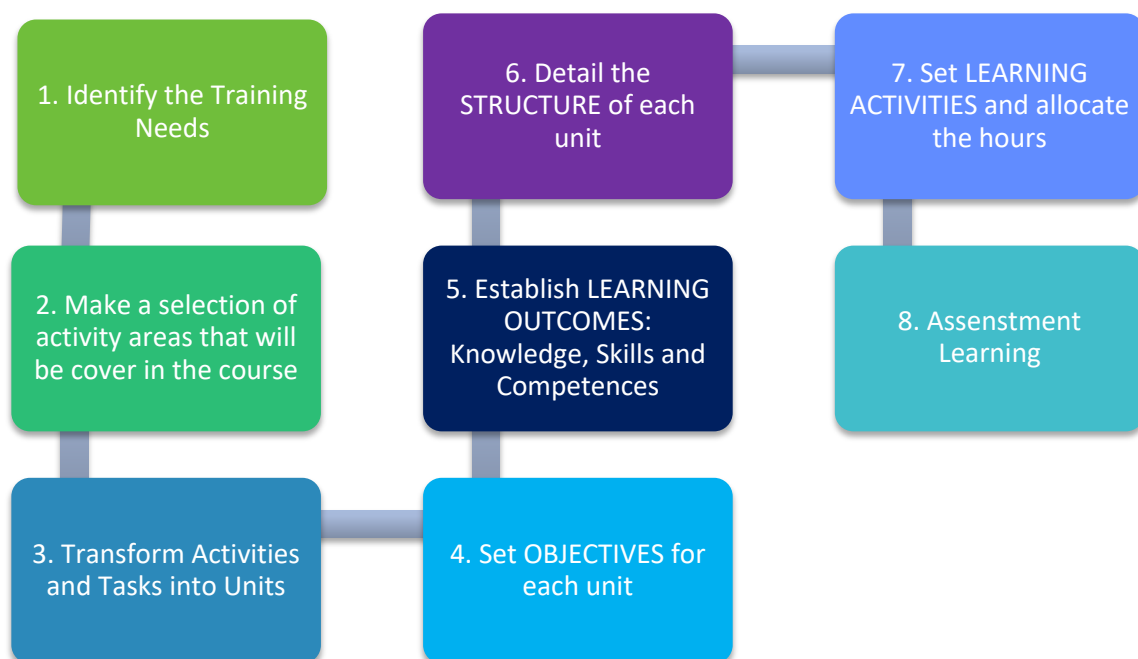 1. Identify the Training
Needs
2. Make a selection of
activity areas that will
be cover in the course
3. Transform Activities
and Tasks into Units
4. Set OBJECTIVES for
each unit
5. Establish LEARNING
OUTCOMES:
Knowledge, Skills and
Competences
6. Detail the
STRUCTURE of each
unit
7. Set LEARNING
ACTIVITIES and allocate
the hours
8. Assenstment
Learning